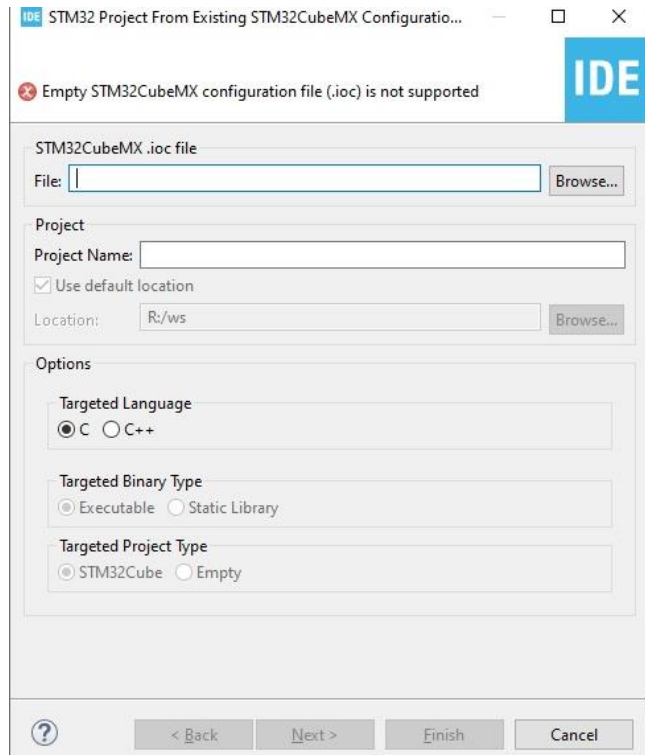 IDE STM32 Project From Existing STM32CubeMX Configuratio...
Empty STM32CubeMX configuration file (.ioc) is not supported
IDE
STM32CubeMX .ioc file
File: Browse...
Project
Project Name:
Use default location
Location: R:/ws Browse...
Options
Targeted Language
C C++
Targeted Binary Type
Executable Static Library
Targeted Project Type
STM32Cube Empty
? < Back Next > Finish Cancel